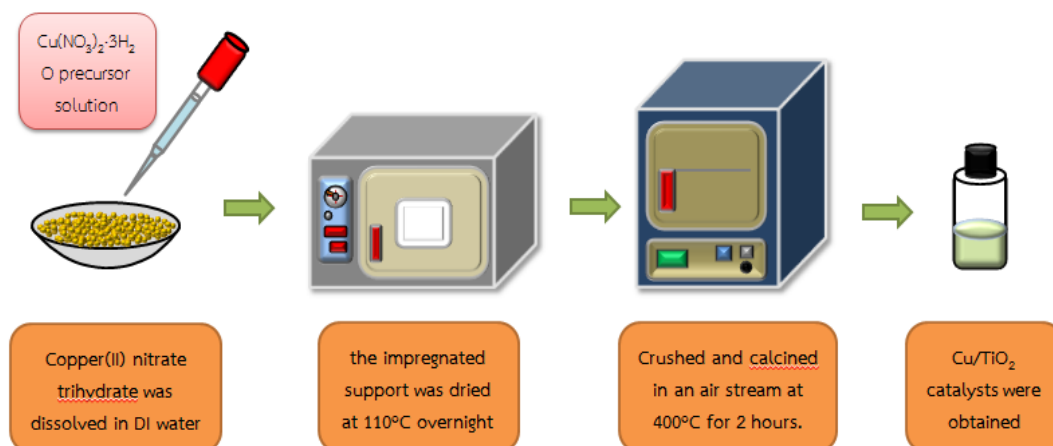 Cu(NO₃)₂·3H₂
O precursor
solution
Copper(II) nitrate
trihydrate was
dissolved in DI water
the impregnated
support was dried
at 110ºC overnight
Crushed and calcined
in an air stream at
400ºC for 2 hours.
Cu/TiO₂
catalysts were
obtained